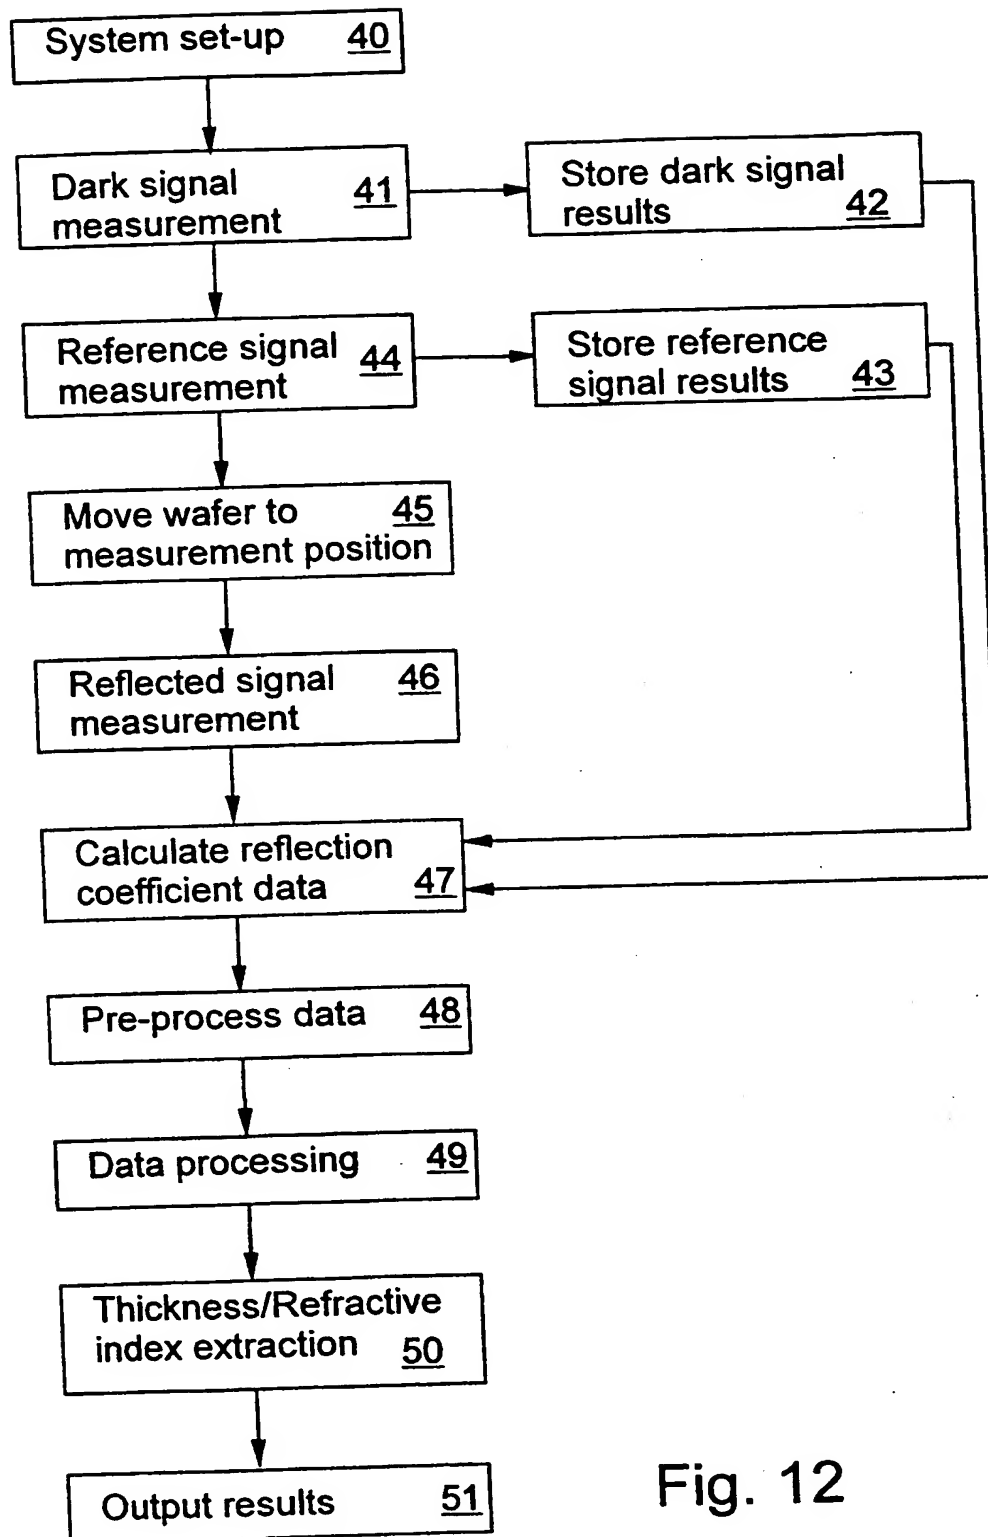 System set-up 40
Dark signal
measurement 41
Store dark signal
results 42
Reference signal
measurement 44
Store reference
signal results 43
Move wafer to 45
measurement position
Reflected signal 46
measurement
Calculate reflection
coefficient data 47
Pre-process data 48
Data processing 49
Thickness/Refractive
index extraction 50
Output results 51
Fig. 12